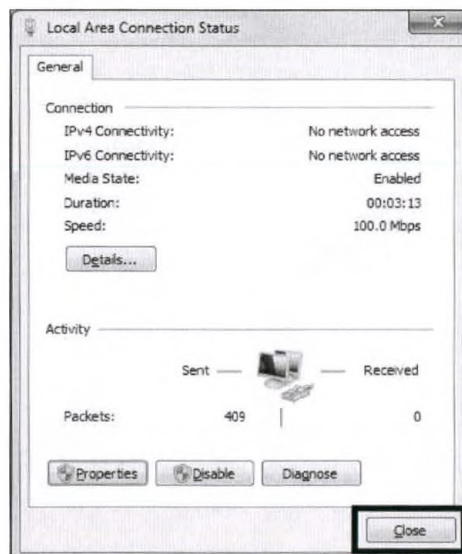 Local Area Connection Status
General
Connection
IPv4 Connectivity: No network access
IPv6 Connectivity: No network access
Media State: Enabled
Duration: 00:03:13
Speed: 100.0 Mbps
Details...
Activity
Sent Received
Packets: 409 0
Properties Disable Diagnose
Close